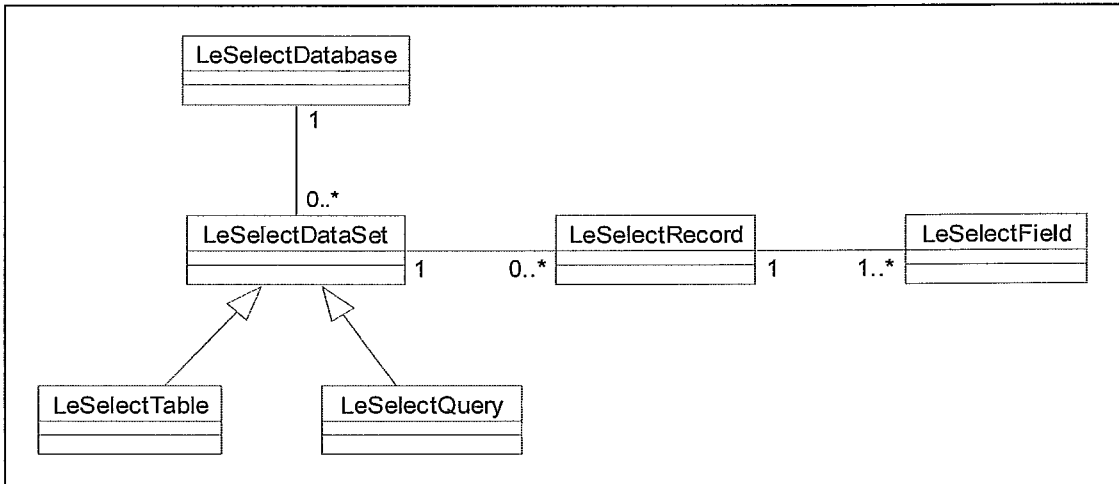 LeSelectDatabase
1
0..*
LeSelectDataSet
LeSelectRecord
LeSelectField
1
0..*
1
1..*
LeSelectTable
LeSelectQuery